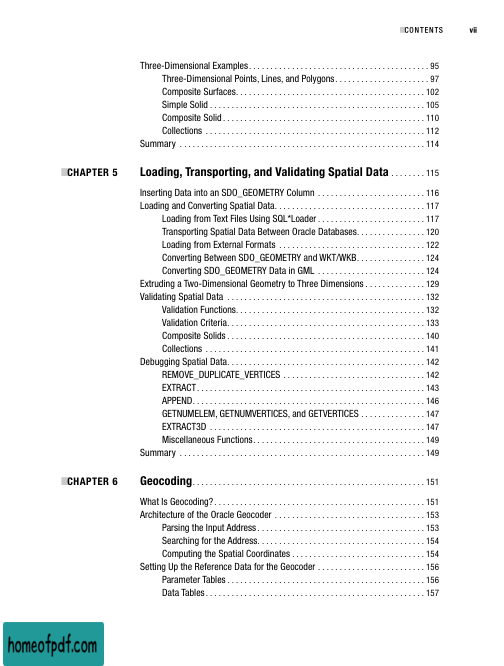 CONTENTS vii
Three-Dimensional Examples . . . . . . . . . . 95
Three-Dimensional Points, Lines, and Polygons . . . . . . . . . . 97
Composite Surfaces. . . . . . . . . . 102
Simple Solid . . . . . . . . . . 105
Composite Solid . . . . . . . . . . 110
Collections . . . . . . . . . . 112
Summary . . . . . . . . . . 114
CHAPTER 5 Loading, Transporting, and Validating Spatial Data . . . . . . . . 115
Inserting Data into an SDO_GEOMETRY Column . . . . . . . . . . 116
Loading and Converting Spatial Data. . . . . . . . . . 117
Loading from Text Files Using SQL*Loader . . . . . . . . . . 117
Transporting Spatial Data Between Oracle Databases. . . . . . . . . . 120
Loading from External Formats . . . . . . . . . . 122
Converting Between SDO_GEOMETRY and WKT/WKB. . . . . . . . . . 124
Converting SDO_GEOMETRY Data in GML . . . . . . . . . . 124
Extruding a Two-Dimensional Geometry to Three Dimensions . . . . . . . . . . 129
Validating Spatial Data . . . . . . . . . . 132
Validation Functions. . . . . . . . . . 132
Validation Criteria. . . . . . . . . . 133
Composite Solids . . . . . . . . . . 140
Collections . . . . . . . . . . 141
Debugging Spatial Data. . . . . . . . . . 142
REMOVE_DUPLICATE_VERTICES . . . . . . . . . . 142
EXTRACT. . . . . . . . . . 143
APPEND. . . . . . . . . . 146
GETNUMELEM, GETNUMVERTICES, and GETVERTICES . . . . . . . . . . 147
EXTRACT3D . . . . . . . . . . 147
Miscellaneous Functions. . . . . . . . . . 149
Summary . . . . . . . . . . 149
CHAPTER 6 Geocoding. . . . . . . . . . 151
What Is Geocoding?. . . . . . . . . . 151
Architecture of the Oracle Geocoder . . . . . . . . . . 153
Parsing the Input Address. . . . . . . . . . 153
Searching for the Address. . . . . . . . . . 154
Computing the Spatial Coordinates . . . . . . . . . . 154
Setting Up the Reference Data for the Geocoder . . . . . . . . . . 156
Parameter Tables . . . . . . . . . . 156
Data Tables. . . . . . . . . . 157
homeofpdf.com